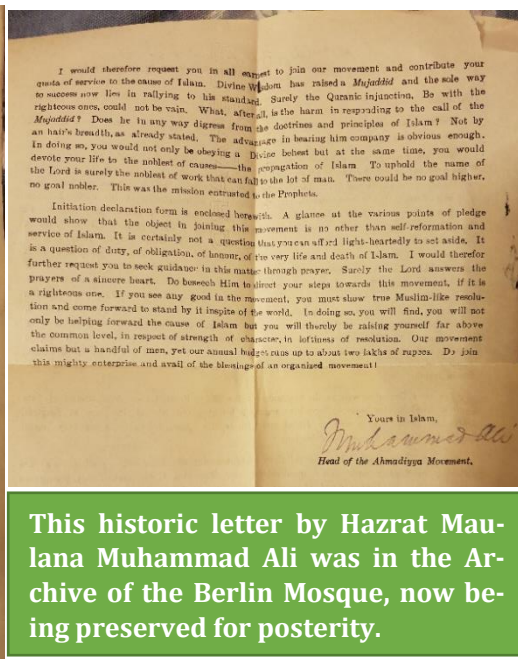 I would therefore request you in all earnest to join our movement and contribute your
quota of service to the cause of Islam. Divine Wisdom has raised a Mujaddid and the sole way
to success now lies in rallying to his standard. Surely the Quranic injunction, Be with the
righteous ones, could not be vain. What, after all, is the harm in responding to the call of the
Mujaddid? Does he in any way digress from the doctrines and principles of Islam? Not by
an hair's breadth, as already stated. The advantage in bearing him company is obvious enough.
In doing so, you would not only be obeying a Divine behest but at the same time, you would
devote your life to the noblest of causes—the propagation of Islam To uphold the name of
the Lord is surely the noblest of work that can fall to the lot of man. There could be no goal higher,
no goal nobler. This was the mission entrusted to the Prophets.
Initiation declaration form is enclosed herewith. A glance at the various points of pledge
would show that the object in joining this movement is no other than self-reformation and
service of Islam. It is certainly not a question that you can afford light-heartedly to set aside. It
is a question of duty, of obligation, of honour, of the very life and death of Islam. I would therefor
further request you to seek guidance in this matter through prayer. Surely the Lord answers the
prayers of a sincere heart. Do beseech Him to direct your steps towards this movement, if it is
a righteous one. If you see any good in the movement, you must show true Muslim-like resolu-
tion and come forward to stand by it inspite of the world. In doing so, you will find, you will not
only be helping forward the cause of Islam but you will thereby be raising yourself far above
the common level, in respect of strength of character, in loftiness of resolution. Our movement
claims but a handful of men, yet our annual budget runs up to about two lakhs of rupees. Do join
this mighty enterprise and avail of the blessings of an organised movement!
Yours in Islam,
Muhammad Ali
Head of the Ahmadiyya Movement.
This historic letter by Hazrat Mau-
lana Muhammad Ali was in the Ar-
chive of the Berlin Mosque, now be-
ing preserved for posterity.